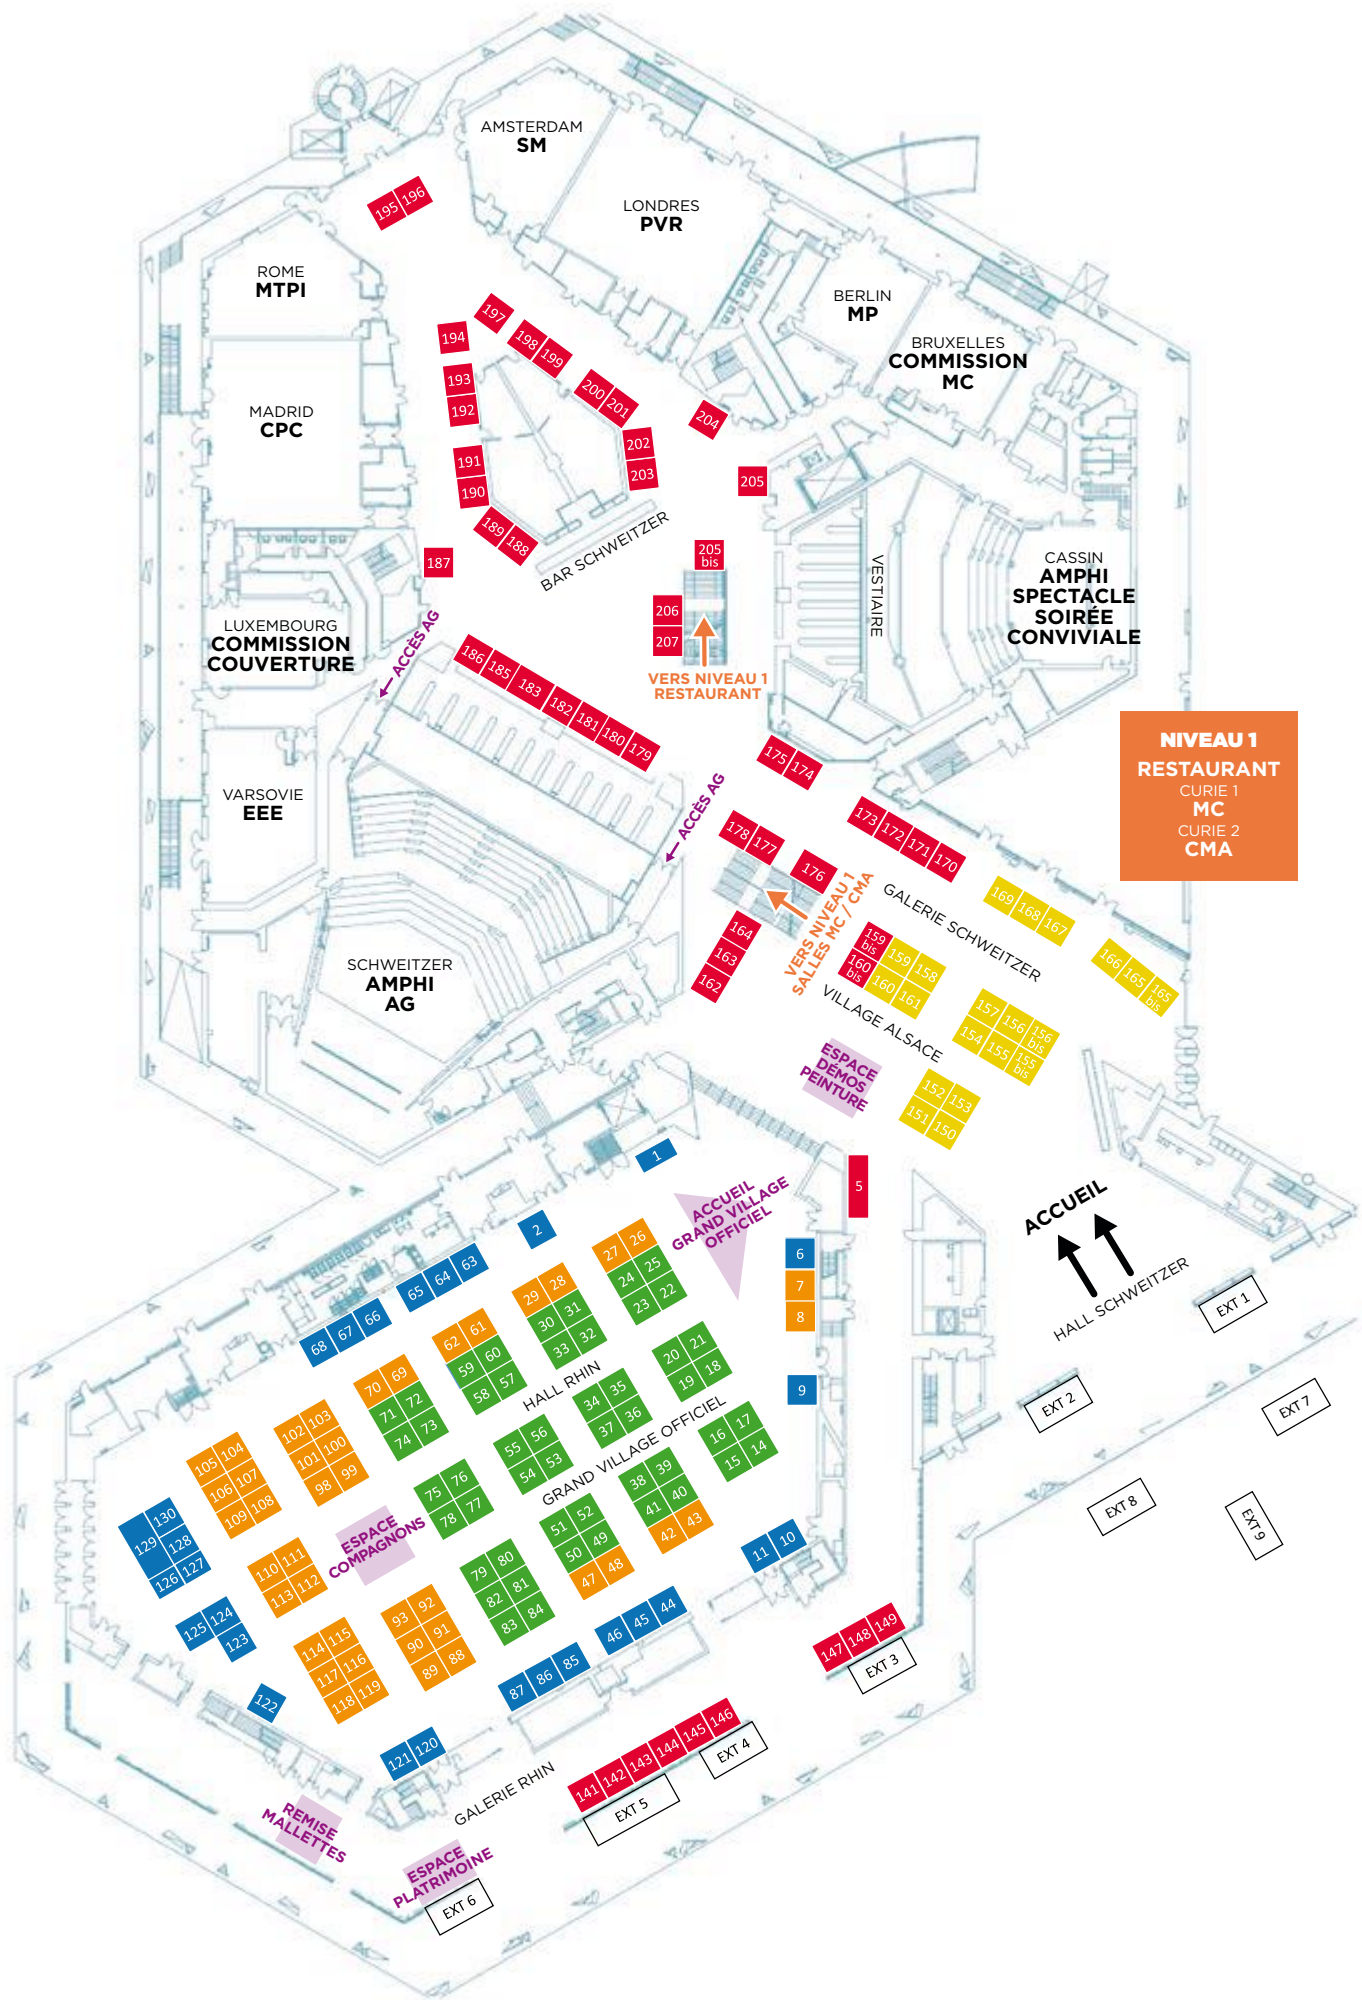 AMSTERDAM
SM
195 196
LONDRES
PVR
ROME
MTPI
BERLIN
MP
BRUXELLES
COMMISSION
MC
197
194
198 199
193
192
200 201
204
MADRID
CPC
202
203
191
190
205
189 188
BAR SCHWEITZER
187
205
bis
VESTIAIRE
CASSIN
AMPHI
SPECTACLE
SOIRÉE
CONVIVIALE
206
207
LUXEMBOURG
COMMISSION
COUVERTURE
ACCÈS AG
VERS NIVEAU 1
RESTAURANT
186 185 183 182 181 180 179
NIVEAU 1
RESTAURANT
CURIE 1
MC
CURIE 2
CMA
175 174
VARSOVIE
EEE
ACCÈS AG
178 177
176
173 172 171 170
GALERIE SCHWEITZER
169 168 167
VERS NIVEAU 1
SALLES MC / CMA
164
163
162
159
bis
160
bis
159 158
160 161
166 165 165
bis
SCHWEITZER
AMPHI
AG
VILLAGE ALSACE
157 156 156
bis
154 155 155
bis
ESPACE
DÉMOS
PEINTURE
152 153
151 150
1
5
ACCUEIL
GRAND VILLAGE
OFFICIEL
ACCUEIL
HALL SCHWEITZER
2
6
7
8
9
65 64 63
68 67 66
27 26
24 25
23 22
29 28
30 31
33 32
62 61
59 60
58 57
70 69
71 72
74 73
HALL RHIN
20 21
19 18
34 35
37 36
102 103
101 100
98 99
105 104
106 107
109 108
55 56
54 53
GRAND VILLAGE OFFICIEL
16 17
15 14
75 76
78 77
38 39
41 40
42 43
51 52
50 49
47 48
ESPACE
COMPAGNONS
129 130
128
126 127
110 111
113 112
79 80
82 81
83 84
11 10
125 124
123
93 92
90 91
89 88
114 115
117 116
118 119
46 45 44
87 86 85
122
121 120
147 148 149
EXT 3
141 142 143 144 145 146
EXT 4
EXT 5
GALERIE RHIN
REMISE
MALLETTES
ESPACE
PLATRIMOINE
EXT 6
EXT 1
EXT 2
EXT 7
EXT 8
EXT 9